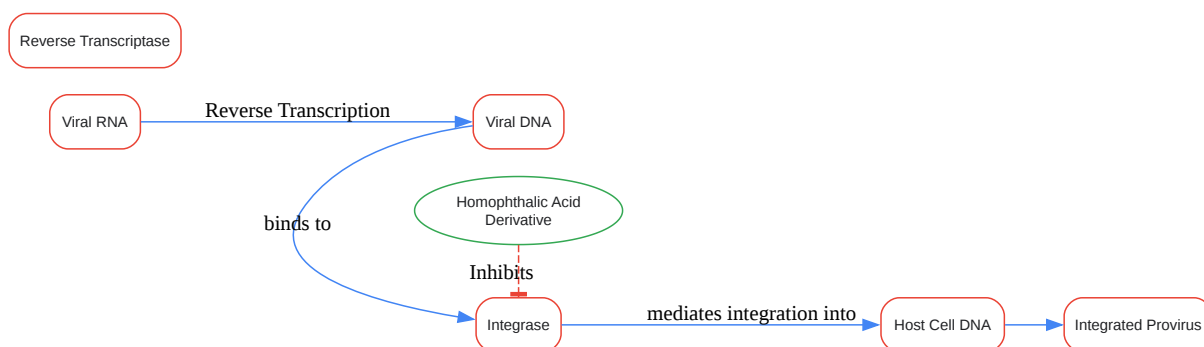 Reverse Transcriptase
Viral RNA
Reverse Transcription
Viral DNA
Homophthalic Acid
Derivative
binds to
Inhibits
Integrase
mediates integration into
Host Cell DNA
Integrated Provirus